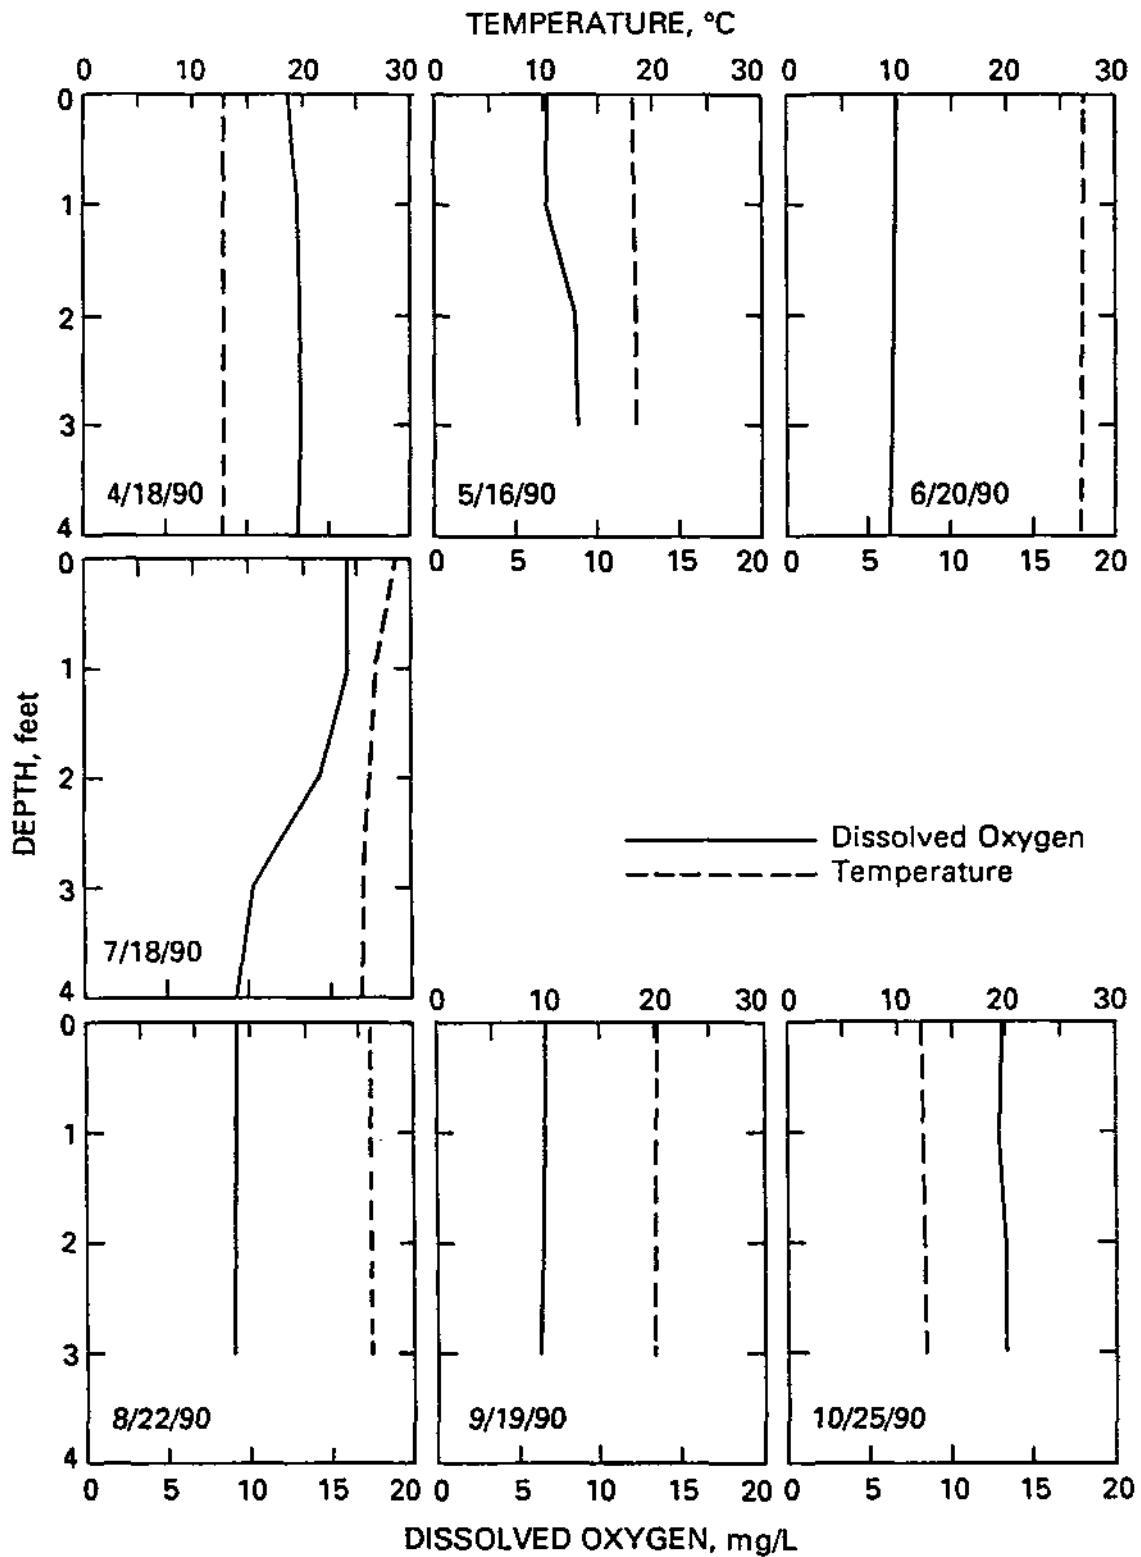 TEMPERATURE, °C
0 10 20 30 0 10 20 30 0 10 20 30
0
1
2
3
4/18/90 5/16/90 6/20/90
4
0 5 10 15 20 0 5 10 15 20
0
1
2
3
4
DEPTH, feet
7/18/90
Dissolved Oxygen
Temperature
0 10 20 30 0 10 20 30
0
1
2
3
8/22/90 9/19/90 10/25/90
4
0 5 10 15 20 0 5 10 15 20 0 5 10 15 20
DISSOLVED OXYGEN, mg/L